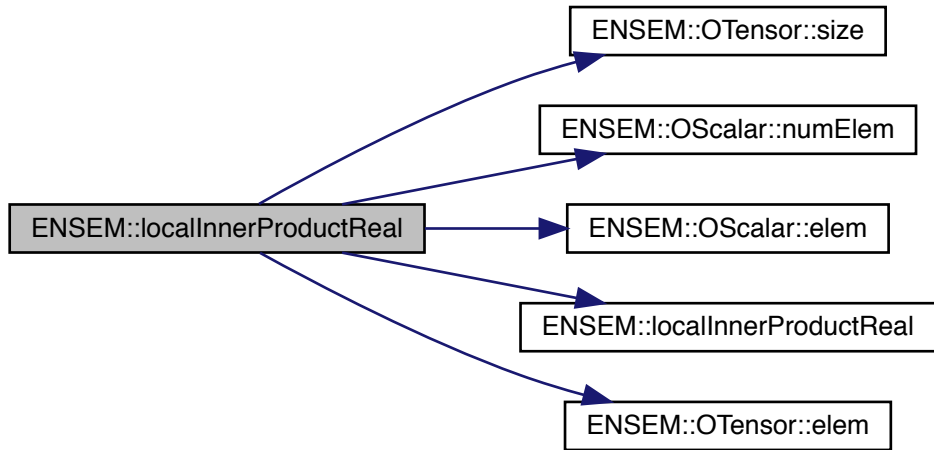 ENSEM::OTensor::size
ENSEM::OScalar::numElem
ENSEM::localInnerProductReal
ENSEM::OScalar::elem
ENSEM::localInnerProductReal
ENSEM::OTensor::elem